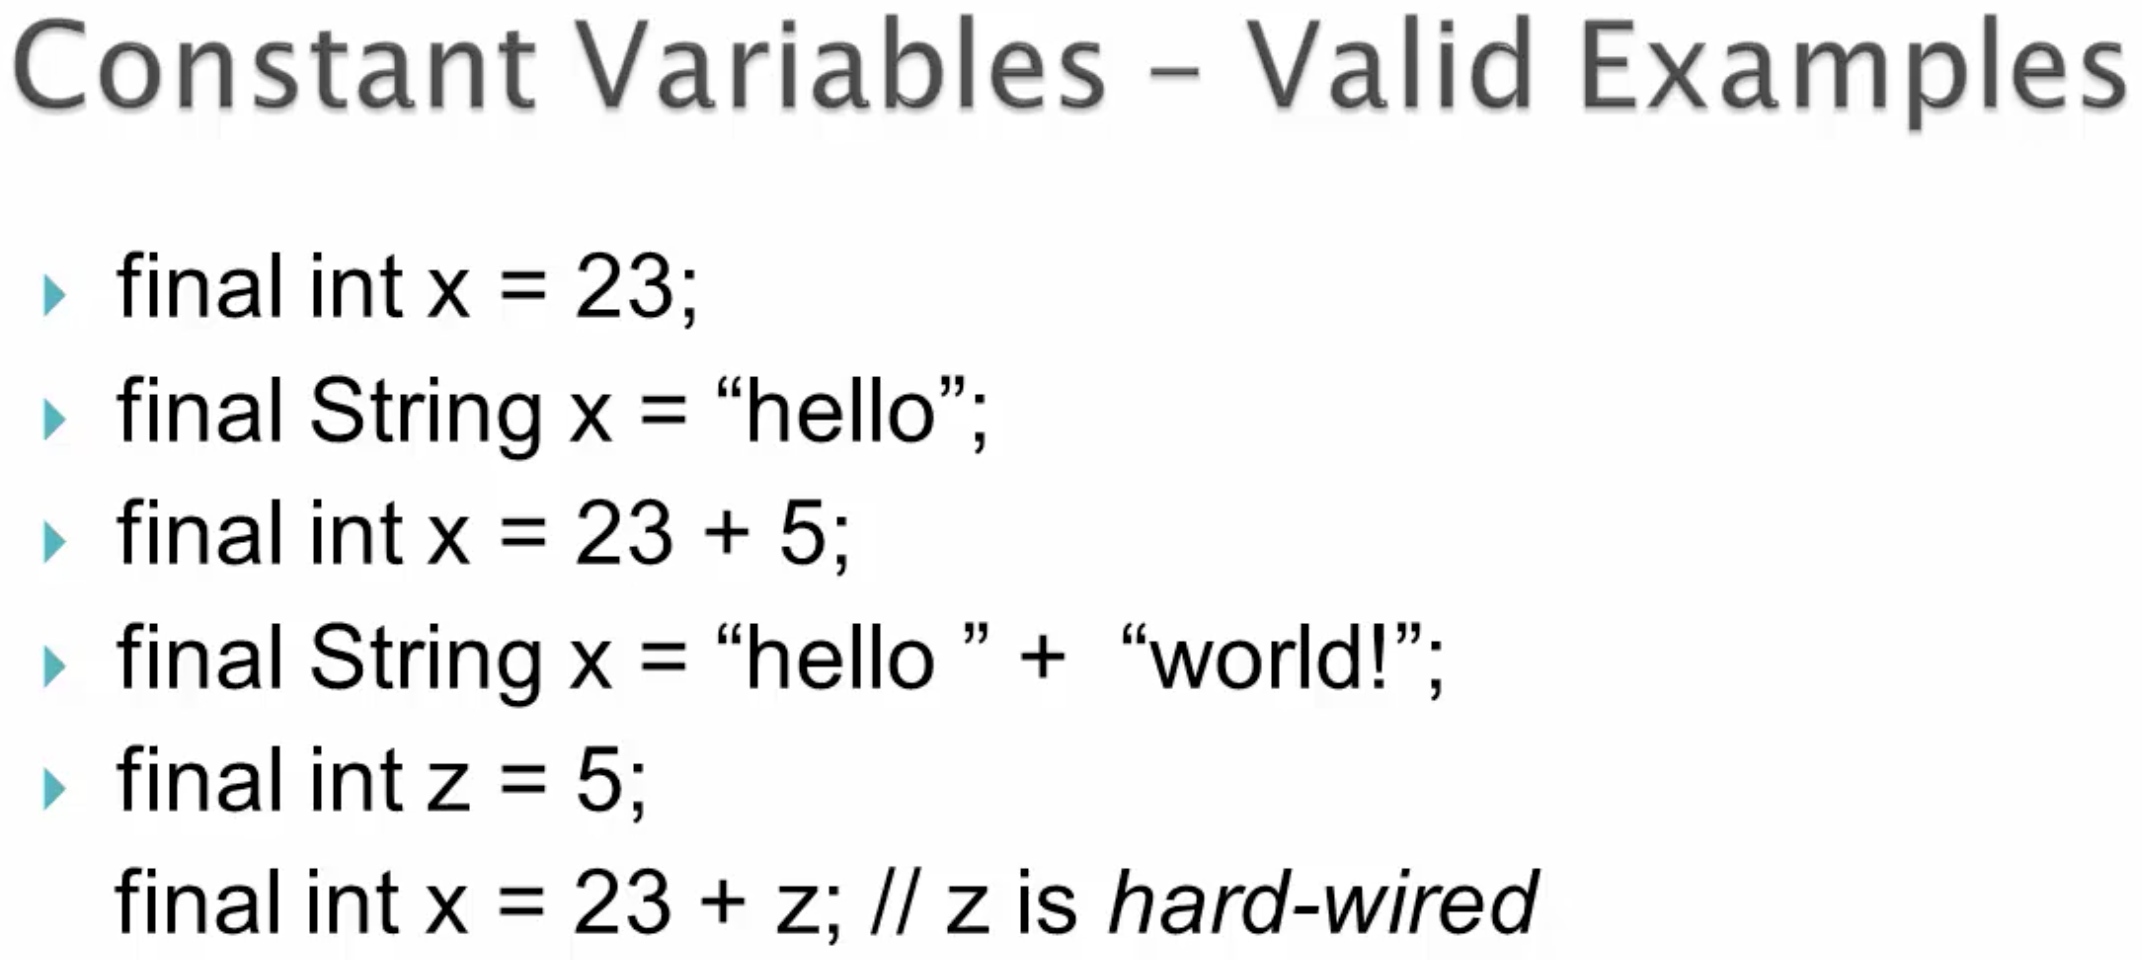 Constant Variables – Valid Examples
final int x = 23;
final String x = “hello”;
final int x = 23 + 5;
final String x = “hello ” +  “world!”;
final int z = 5;
final int x = 23 + z; // z is hard-wired